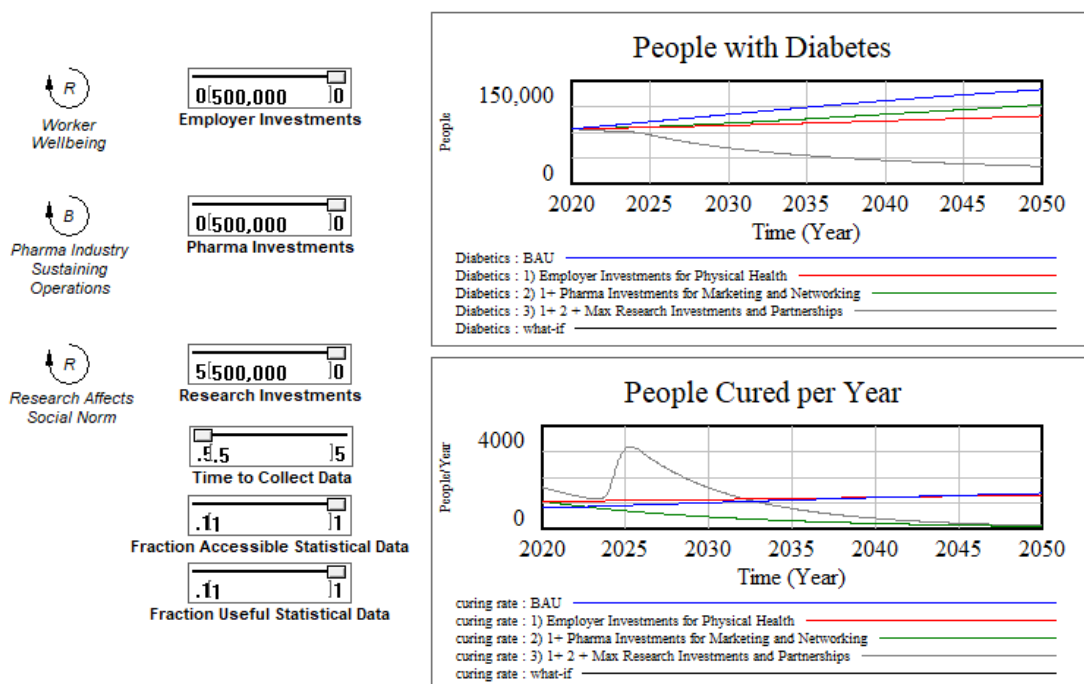 R
Worker
Wellbeing
0[500,000 ]0
Employer Investments
B
Pharma Industry
Sustaining
Operations
0[500,000 ]0
Pharma Investments
R
Research Affects
Social Norm
5[500,000 ]0
Research Investments
.5[.5 ]5
Time to Collect Data
.1[1 ]1
Fraction Accessible Statistical Data
.1[1 ]1
Fraction Useful Statistical Data
People with Diabetes
150,000
People
0
2020 2025 2030 2035 2040 2045 2050
Time (Year)
Diabetics : BAU
Diabetics : 1) Employer Investments for Physical Health
Diabetics : 2) 1+ Pharma Investments for Marketing and Networking
Diabetics : 3) 1+ 2 + Max Research Investments and Partnerships
Diabetics : what-if
People Cured per Year
4000
People/Year
0
2020 2025 2030 2035 2040 2045 2050
Time (Year)
curing rate : BAU
curing rate : 1) Employer Investments for Physical Health
curing rate : 2) 1+ Pharma Investments for Marketing and Networking
curing rate : 3) 1+ 2 + Max Research Investments and Partnerships
curing rate : what-if